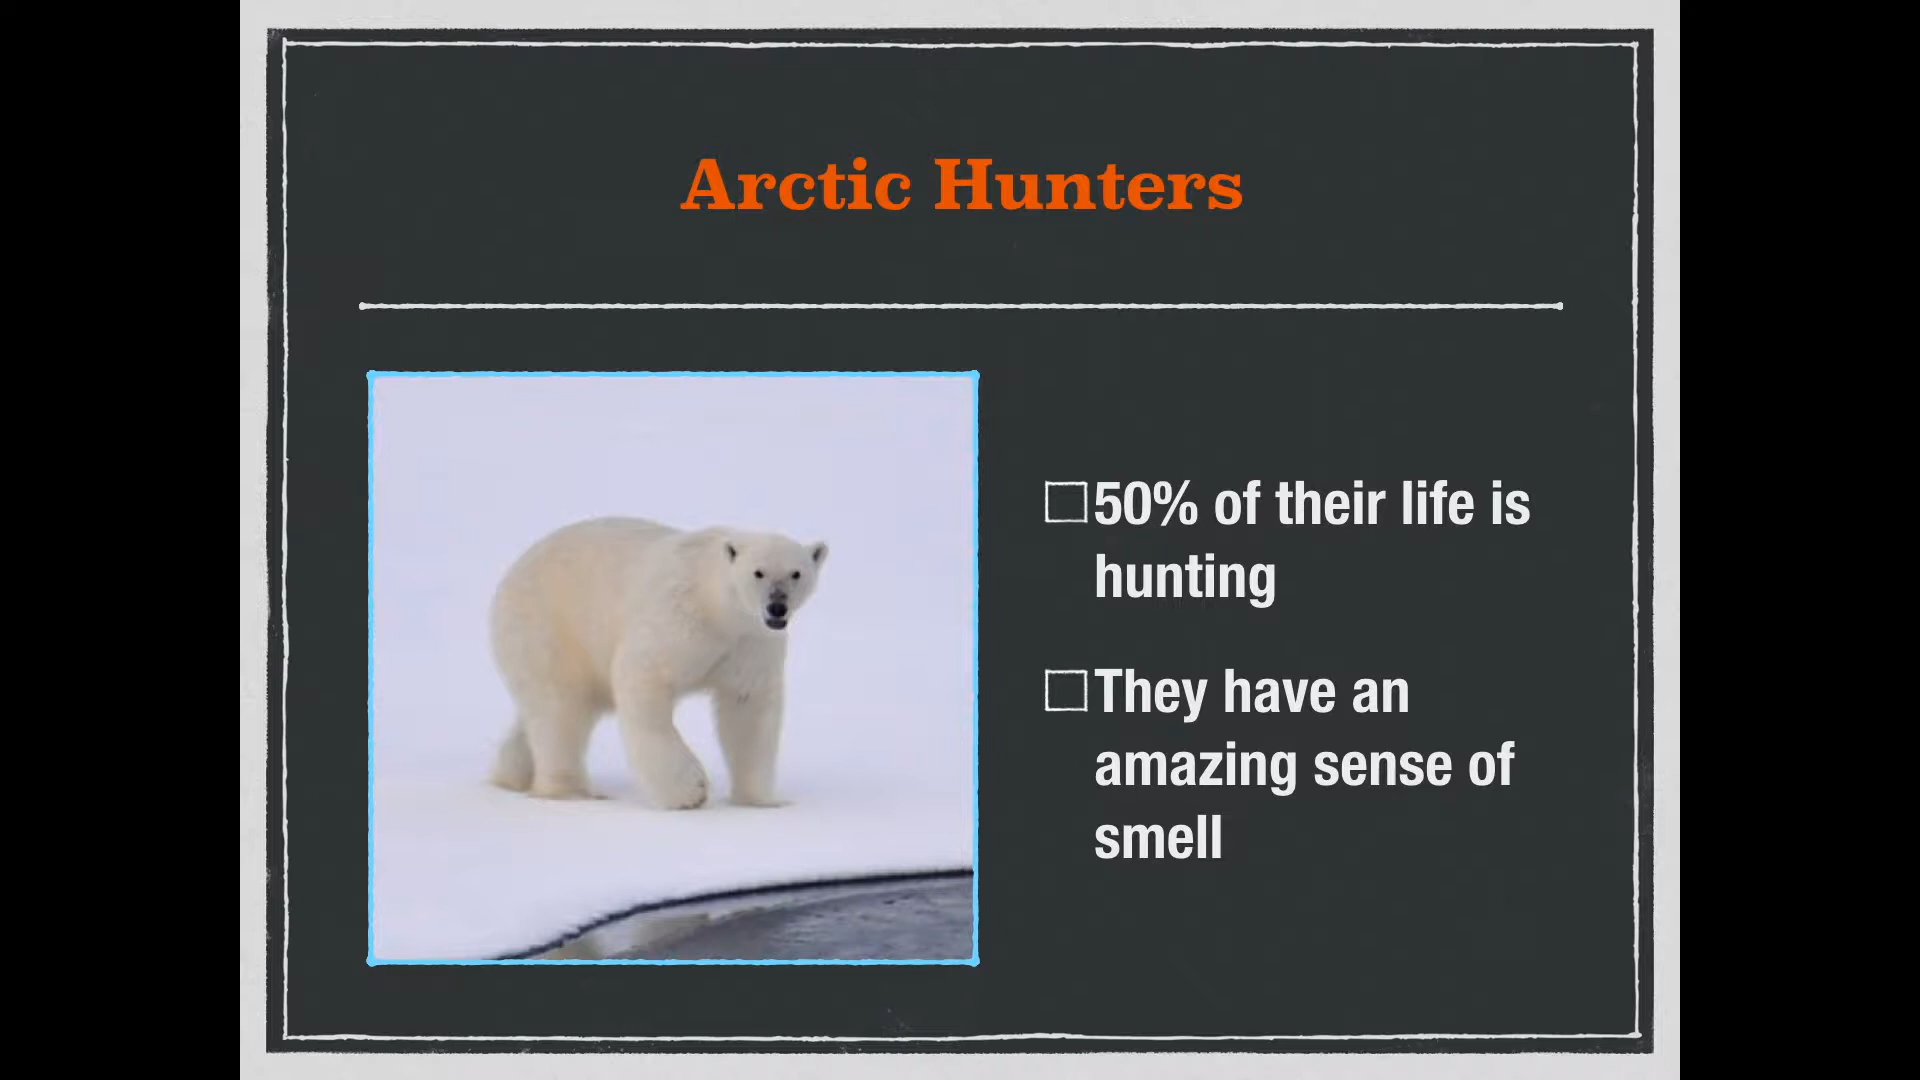 Arctic Hunters
50% of their life is
hunting
They have an
amazing sense of
smell